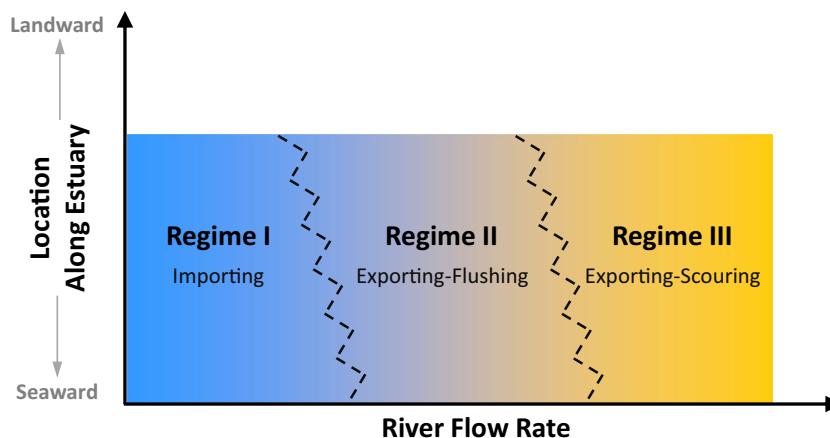 Landward
Location
Along Estuary
Seaward
Regime I
Importing
Regime II
Exporting-Flushing
Regime III
Exporting-Scouring
River Flow Rate